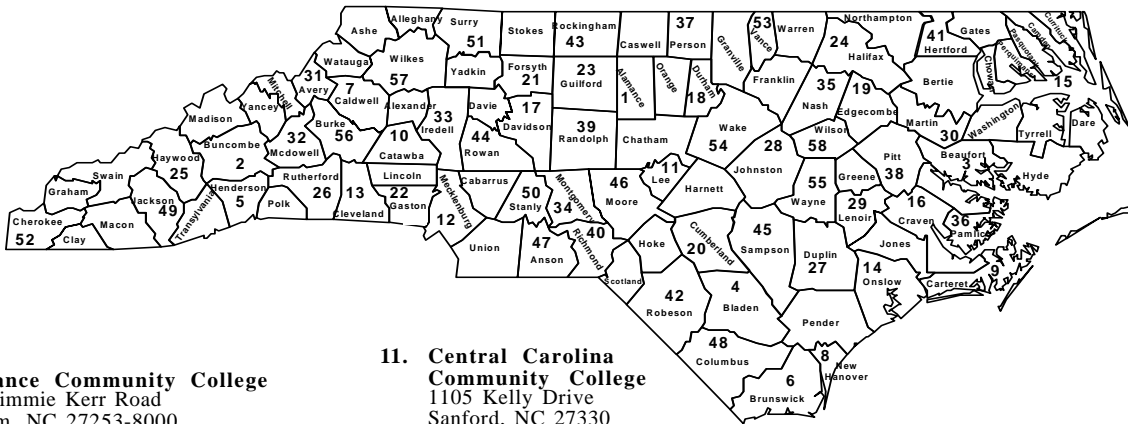 Alleghany
Surry
51
Ashe
Stokes
Rockingham
43
Caswell
37
Person
Granville
53
Vance
Warren
Northampton
24
Halifax
41
Hertford
Gates
Currituck
Camden
Pasquotank
Perquimans
Chowan
15
Watauga
Wilkes
57
Yadkin
Forsyth
21
23
Guilford
Alamance
1
Orange
Durham
18
Franklin
35
Nash
19
Edgecombe
Bertie
Mitchell
31
Avery
7
Caldwell
Alexander
33
Iredell
Davie
17
Davidson
Madison
Yancey
32
Mcdowell
Burke
56
10
Catawba
44
Rowan
39
Randolph
Chatham
Wake
54
28
Johnston
Wilson
58
Martin
30
Washington
Tyrrell
Dare
Buncombe
2
Haywood
25
Swain
Rutherford
26
13
Cleveland
Lincoln
22
Gaston
Mecklenburg
12
Cabarrus
50
Stanly
Montgomery
34
46
Moore
11
Lee
Harnett
55
Wayne
Greene
Pitt
38
Beaufort
3
Hyde
Graham
Jackson
49
Transylvania
Henderson
5
Polk
Cherokee
52
Clay
Macon
Union
47
Anson
40
Richmond
Hoke
Cumberland
20
45
Sampson
29
Lenoir
16
Craven
36
Pamlico
Jones
Duplin
27
14
Onslow
Carteret
9
Scotland
42
Robeson
4
Bladen
Pender
48
Columbus
8
New
Hanover
6
Brunswick
ance Community College
immie Kerr Road
m, NC 27253-8000
11. Central Carolina
Community College
1105 Kelly Drive
Sanford, NC 27330